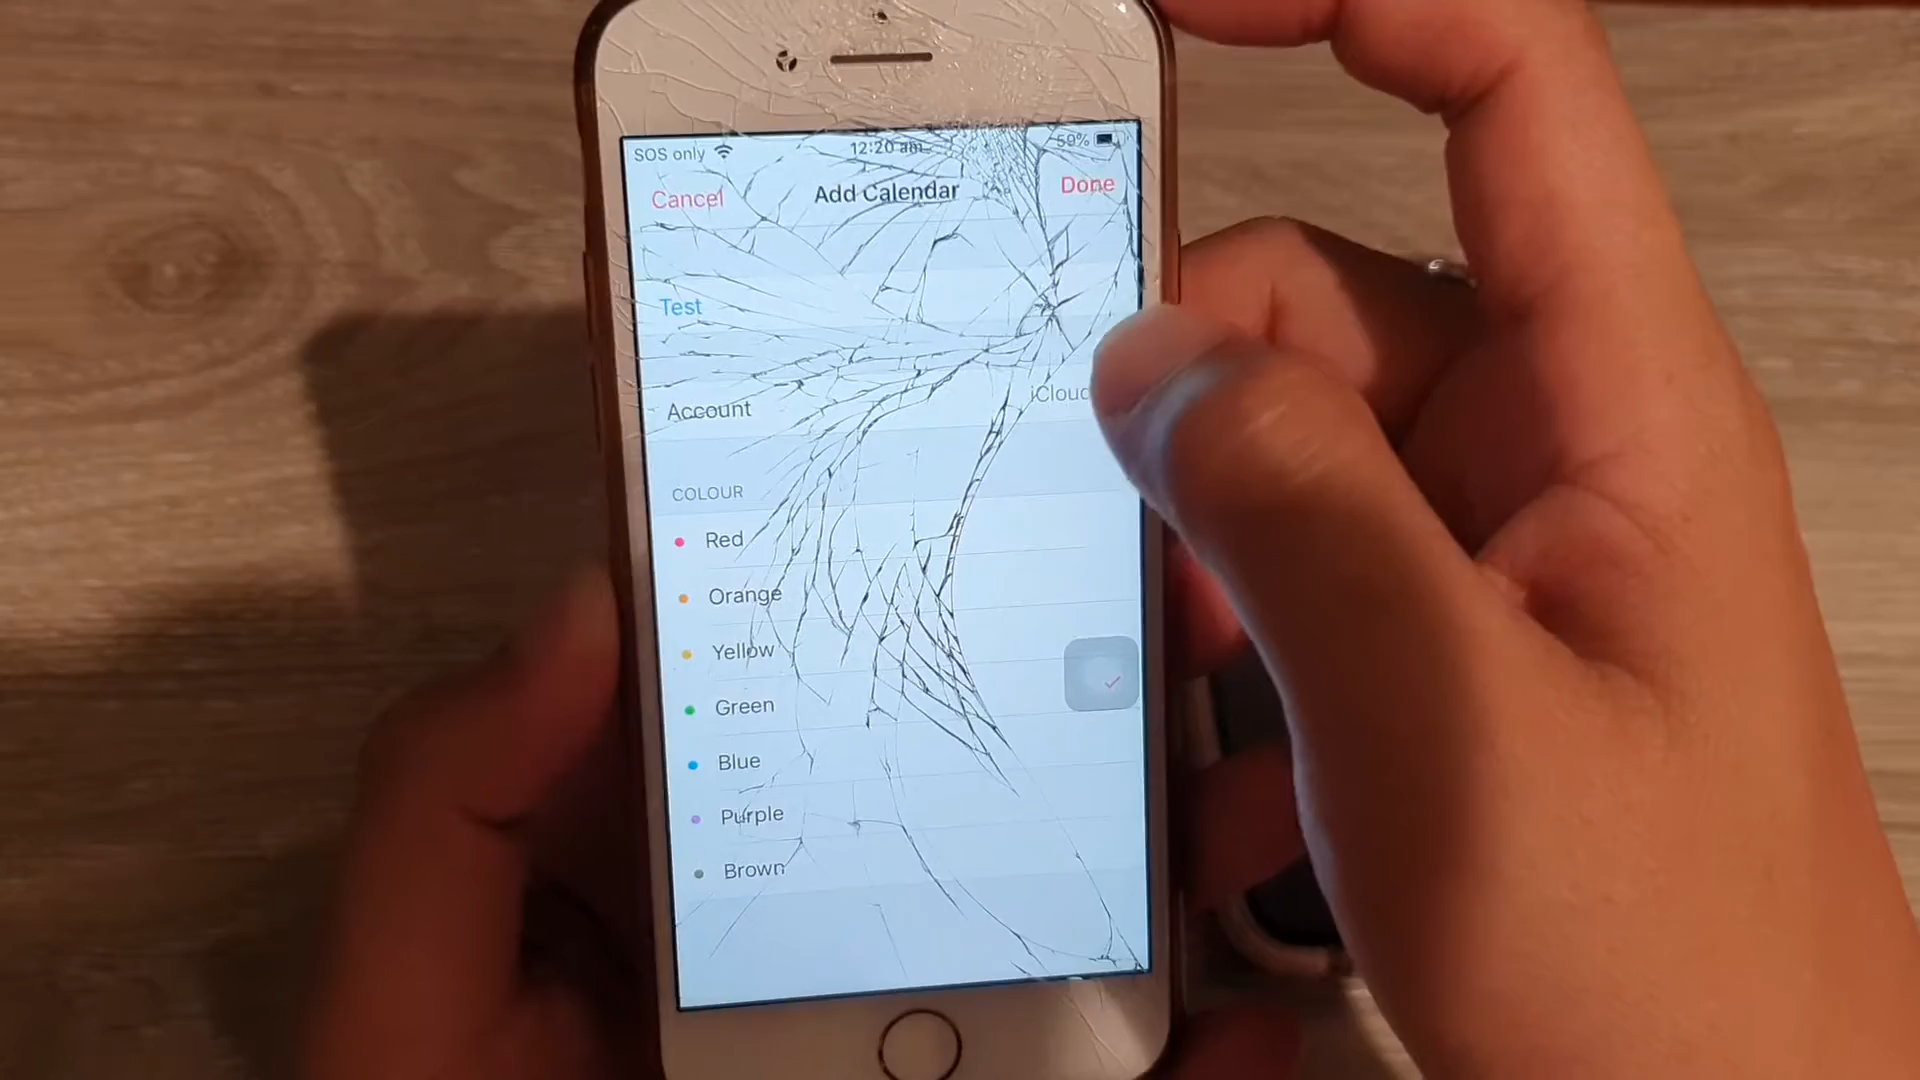 SOS only 12:20 am 59%
Cancel Add Calendar Done
Test
Account iCloud
COLOUR
Red
Orange
Yellow
Green
Blue
Purple
Brown